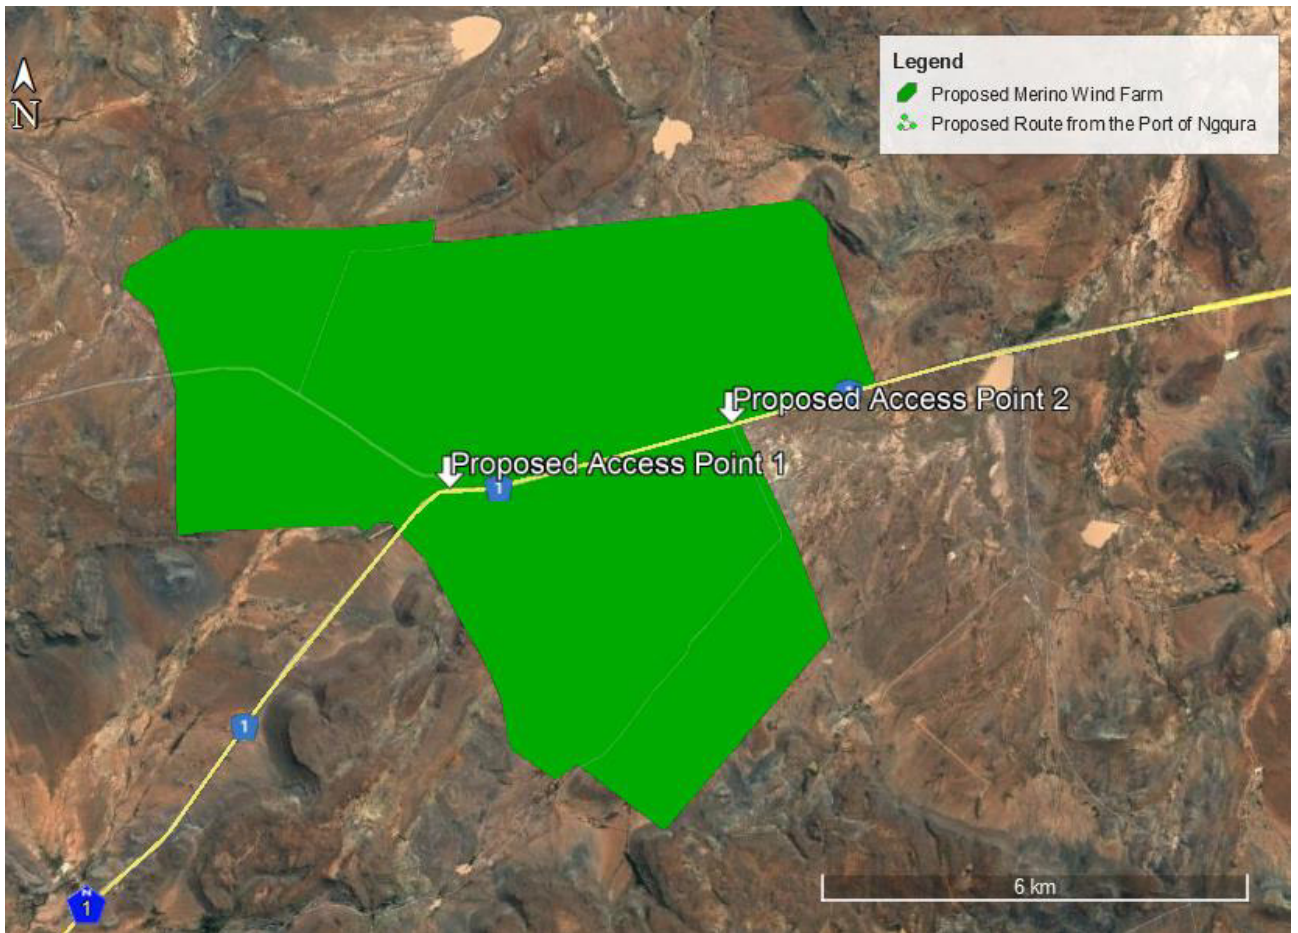 Legend
Proposed Merino Wind Farm
Proposed Route from the Port of Ngqura
N
Proposed Access Point 2
Proposed Access Point 1
1
1
N
1
6 km